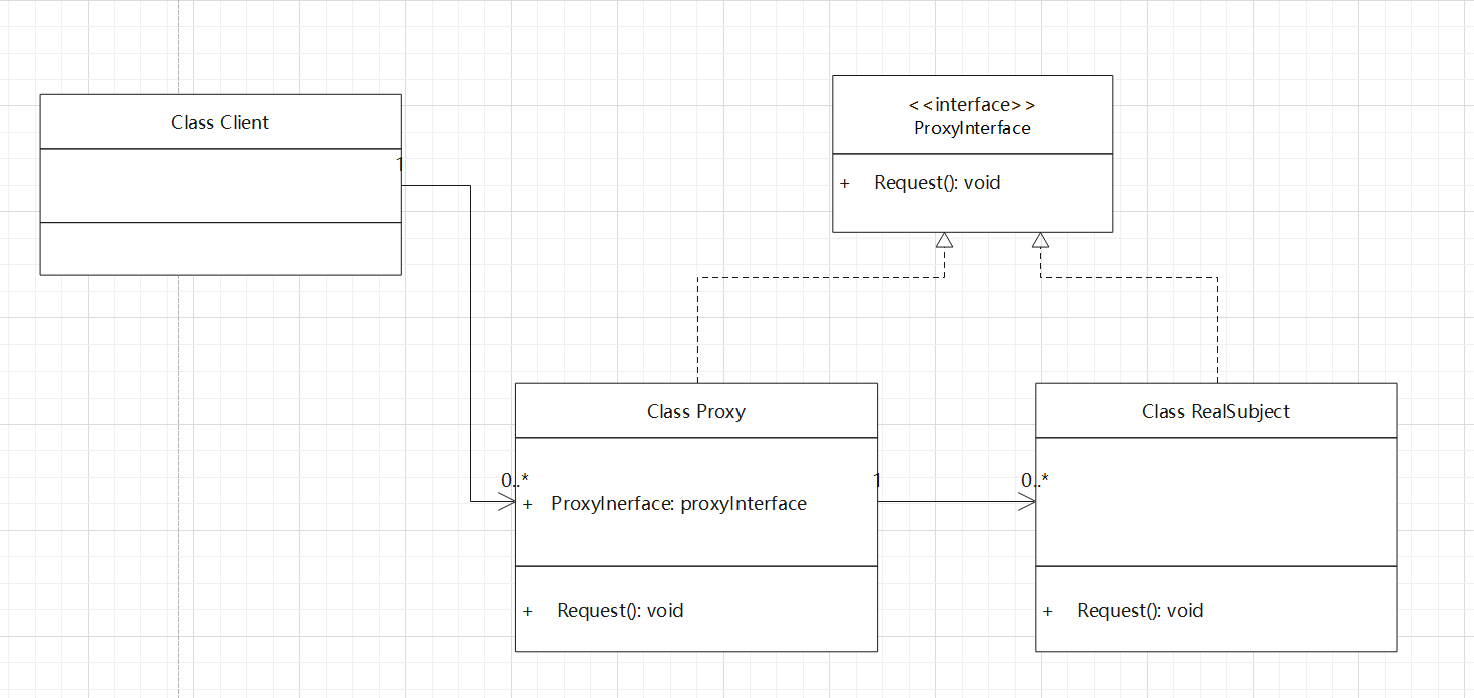 Class Client
1
<<interface>>
ProxyInterface
+ Request(): void
Class Proxy
0..*
+ ProxyInerface: proxyInterface
1
+ Request(): void
Class RealSubject
0..*
+ Request(): void